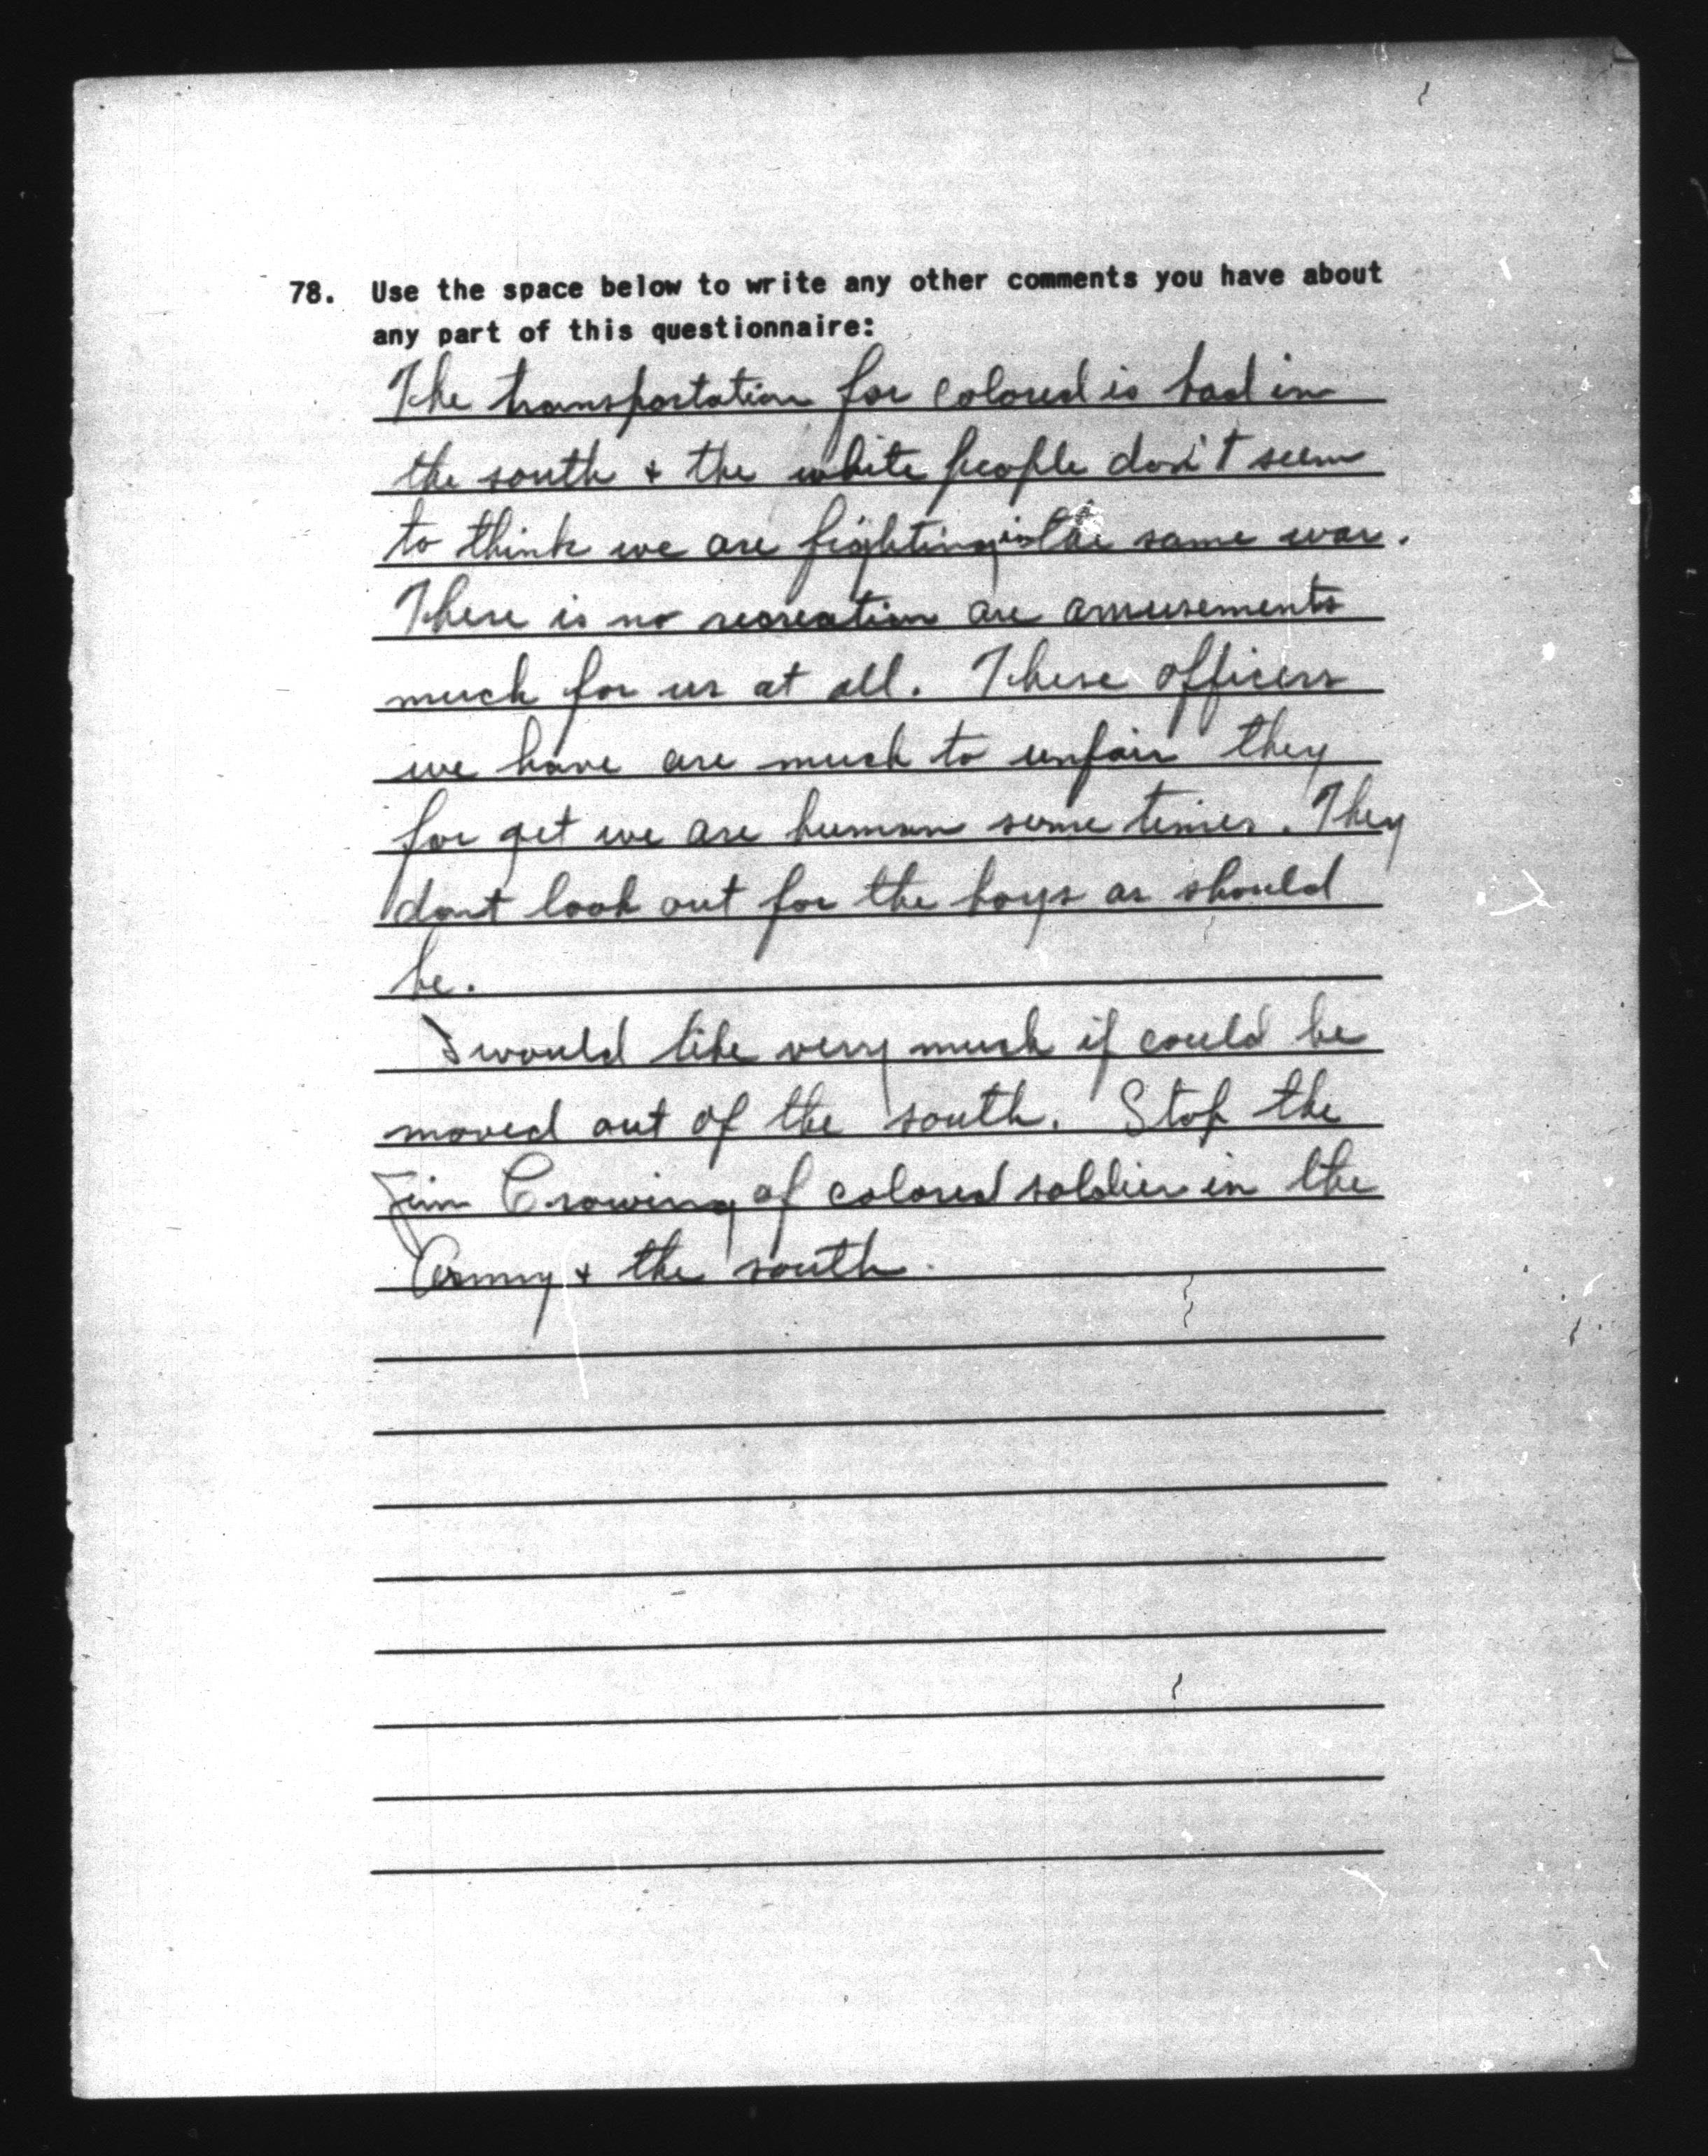 78. Use the space below to write any other comments you have about
any part of this questionnaire:
The transportation for colored is bad in
the south & the white people don't seem
to think we are fighting in the same war.
There is no recreation are amusements
much for us at all. These officers
we have are much to unfair they
for get we are human some times. They
dont look out for the boys as should
be.
I would like very much if could be
moved out of the south. Stop the
Jim Crowing of colored soldier in the
Army & the south.